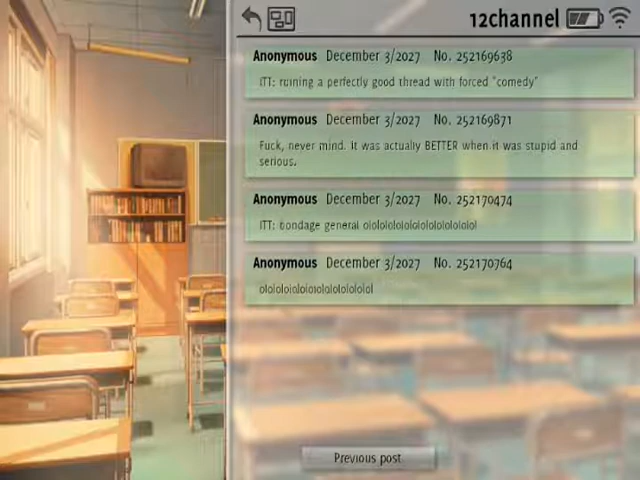 12channel
Anonymous December 3/2027 No. 252169638
ITT: ruining a perfectly good thread with forced "comedy"
Anonymous December 3/2027 No. 252169871
Fuck, never mind. It was actually BETTER when it was stupid and
serious.
Anonymous December 3/2027 No. 252170474
ITT: bondage general olololololololololololololol
Anonymous December 3/2027 No. 252170764
olololololololololololololol
Previous post